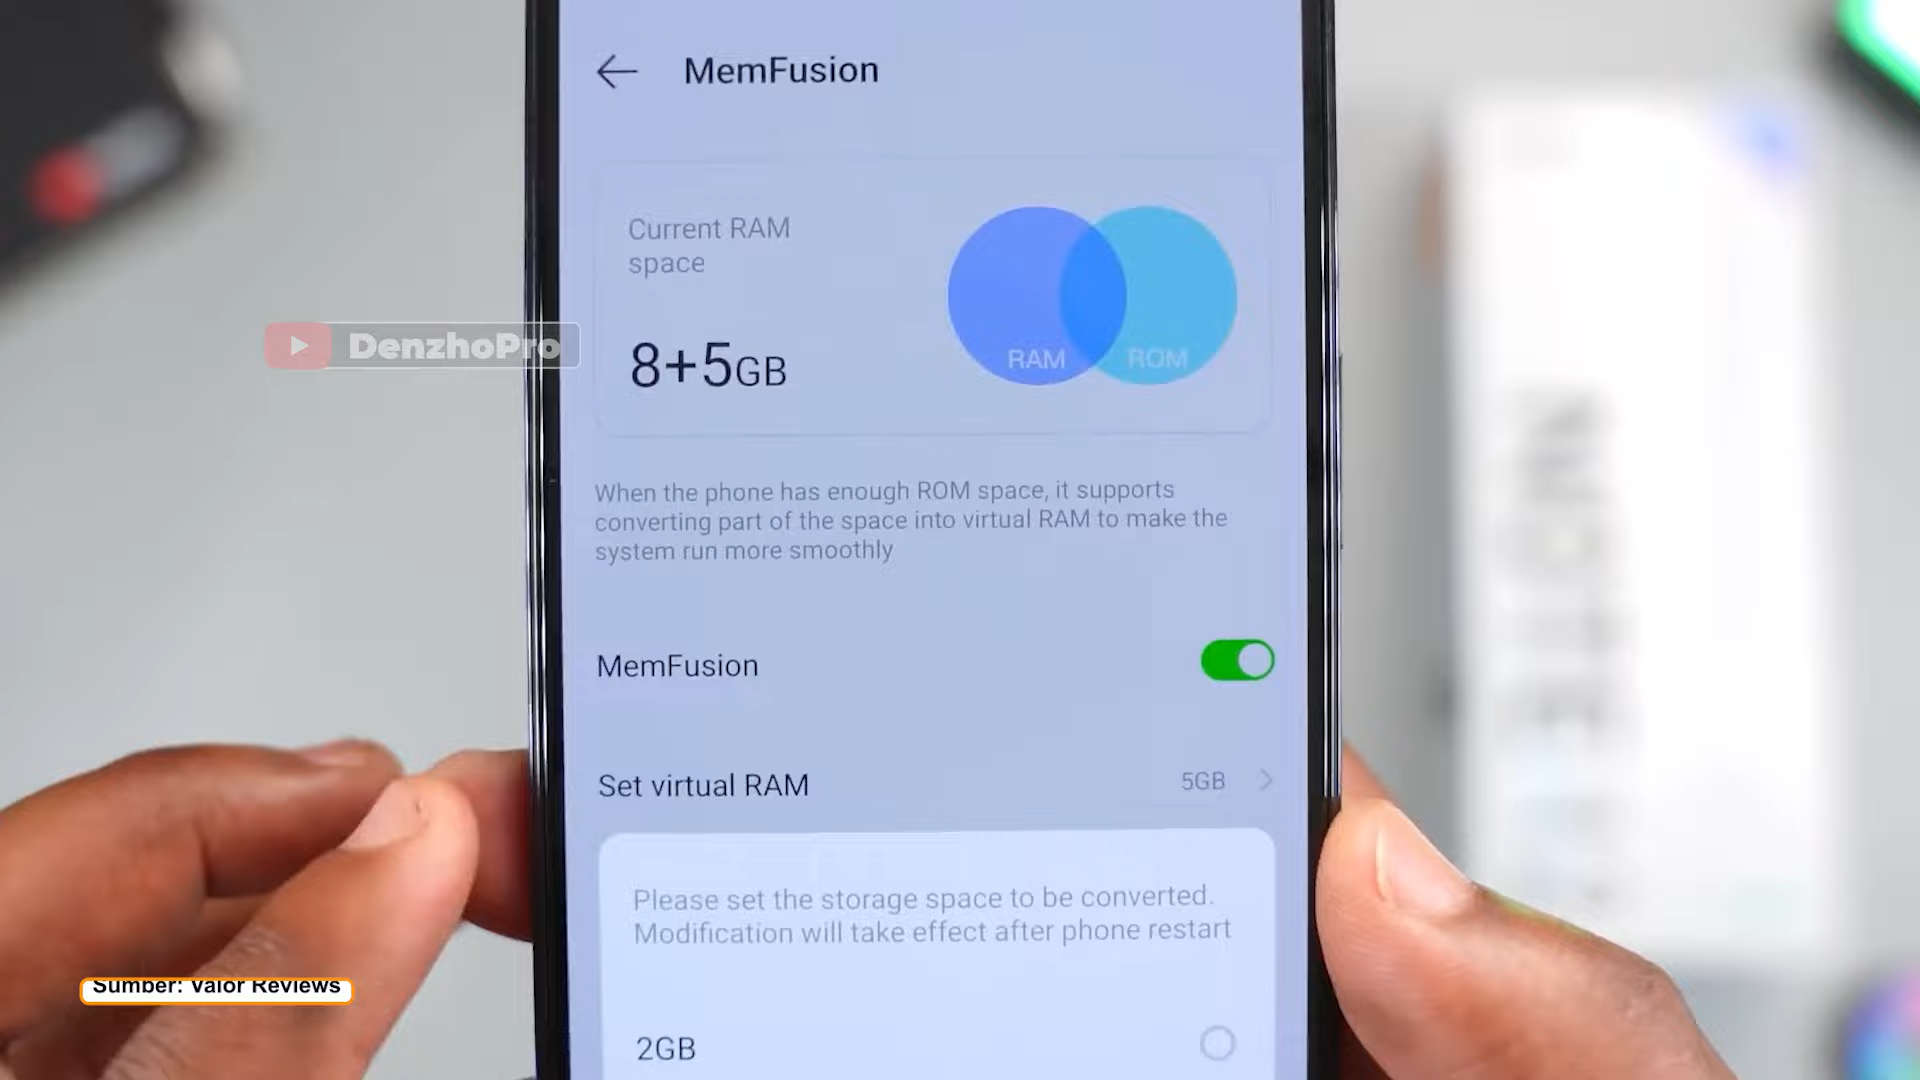 MemFusion
Current RAM
space
8+5GB
RAM
ROM
DenzhoPro
When the phone has enough ROM space, it supports
converting part of the space into virtual RAM to make the
system run more smoothly
MemFusion
Set virtual RAM
5GB
Please set the storage space to be converted.
Modification will take effect after phone restart
Sumber: Valor Reviews
2GB